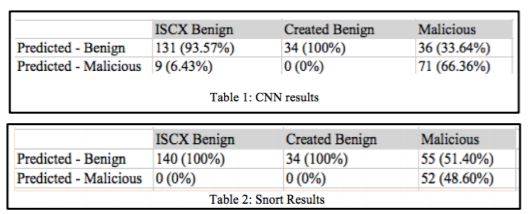 ISCX Benign Created Benign Malicious
Predicted - Benign 131 (93.57%) 34 (100%) 36 (33.64%)
Predicted - Malicious 9 (6.43%) 0 (0%) 71 (66.36%)
Table 1: CNN results
ISCX Benign Created Benign Malicious
Predicted - Benign 140 (100%) 34 (100%) 55 (51.40%)
Predicted - Malicious 0 (0%) 0 (0%) 52 (48.60%)
Table 2: Snort Results